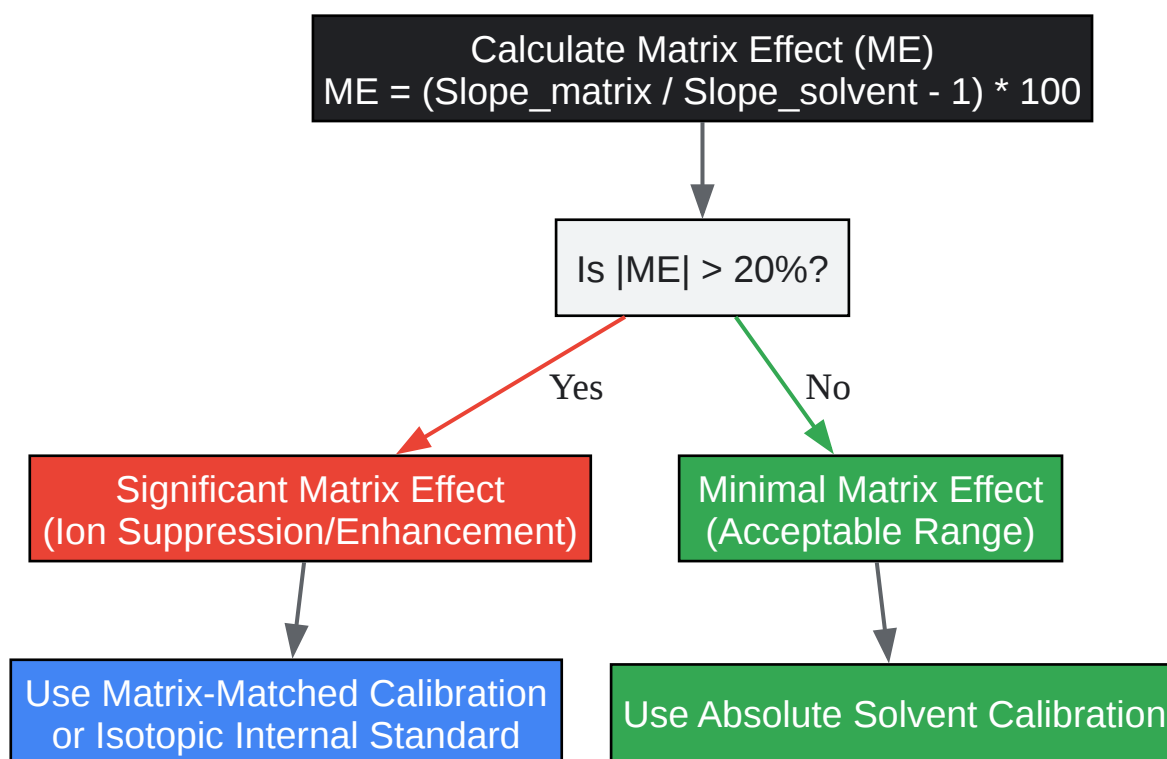 Calculate Matrix Effect (ME)
ME = (Slope_matrix / Slope_solvent - 1) * 100
Is |ME| > 20%?
Yes
No
Significant Matrix Effect
(Ion Suppression/Enhancement)
Minimal Matrix Effect
(Acceptable Range)
Use Matrix-Matched Calibration
or Isotopic Internal Standard
Use Absolute Solvent Calibration